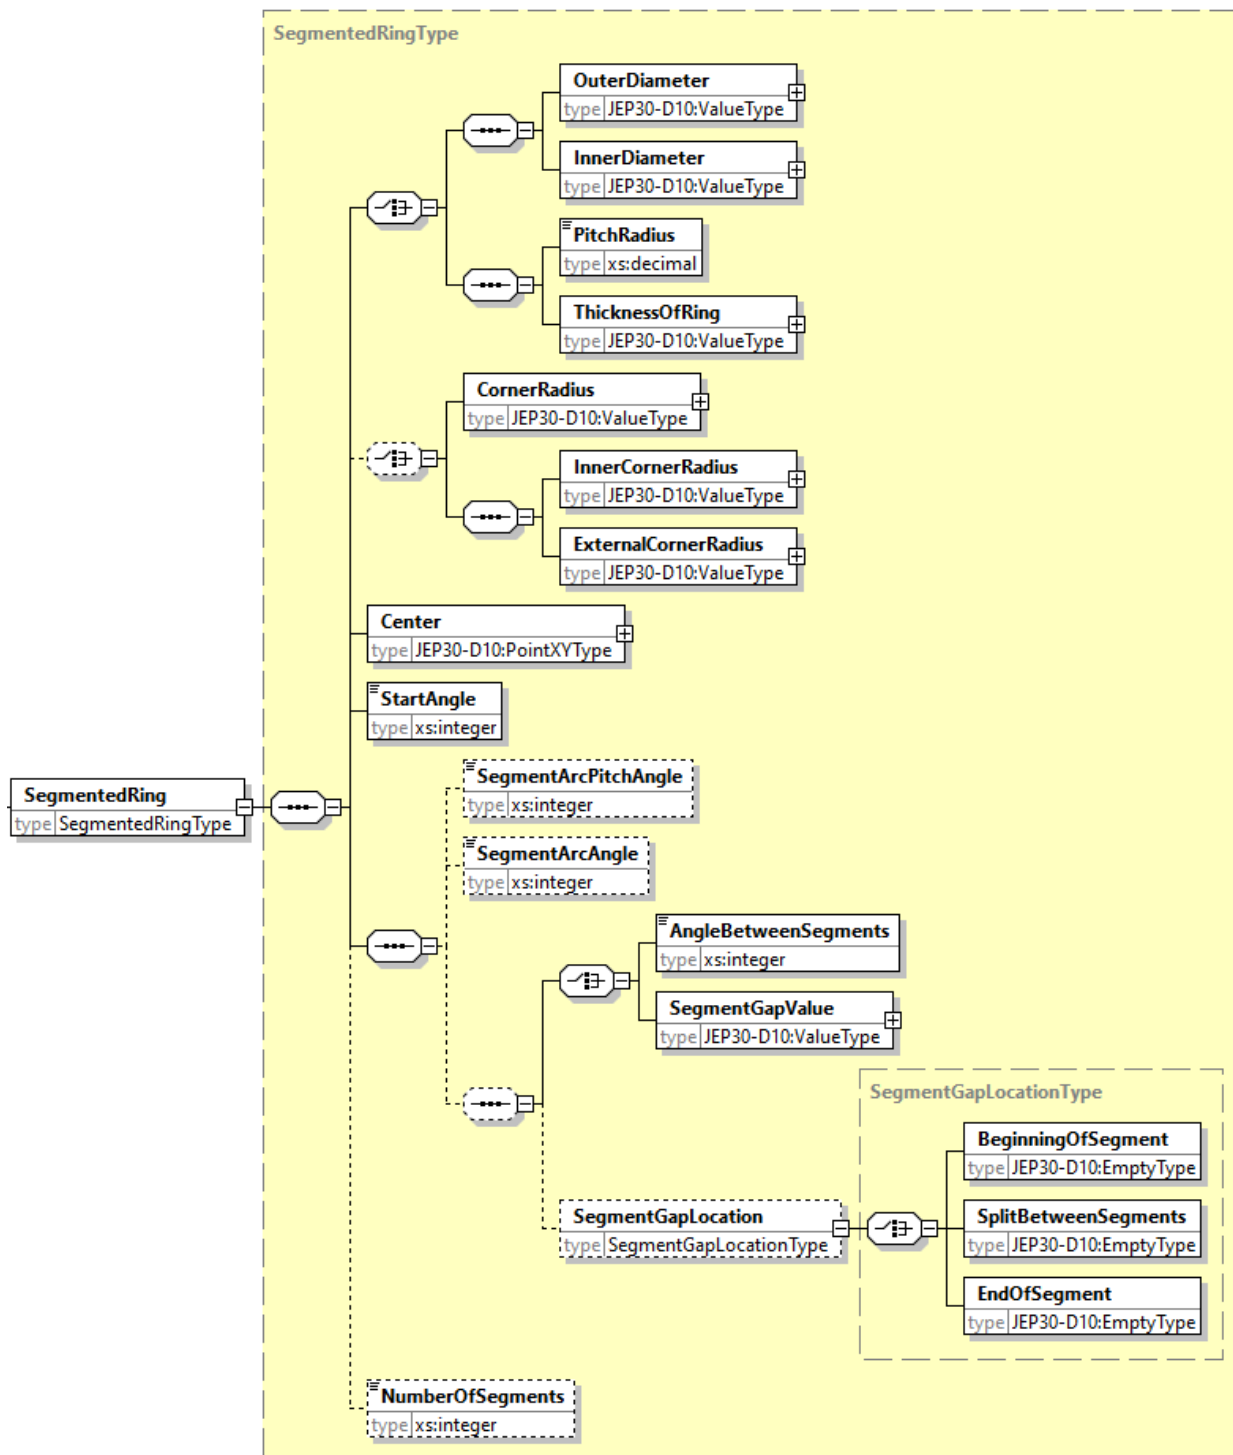 SegmentedRingType
OuterDiameter
type JEP30-D10:ValueType
InnerDiameter
type JEP30-D10:ValueType
PitchRadius
type xs:decimal
ThicknessOfRing
type JEP30-D10:ValueType
CornerRadius
type JEP30-D10:ValueType
InnerCornerRadius
type JEP30-D10:ValueType
ExternalCornerRadius
type JEP30-D10:ValueType
Center
type JEP30-D10:PointXYType
StartAngle
type xs:integer
SegmentedRing
type SegmentedRingType
SegmentArcPitchAngle
type xs:integer
SegmentArcAngle
type xs:integer
AngleBetweenSegments
type xs:integer
SegmentGapValue
type JEP30-D10:ValueType
SegmentGapLocationType
BeginningOfSegment
type JEP30-D10:EmptyType
SegmentGapLocation
type SegmentGapLocationType
SplitBetweenSegments
type JEP30-D10:EmptyType
EndOfSegment
type JEP30-D10:EmptyType
NumberOfSegments
type xs:integer